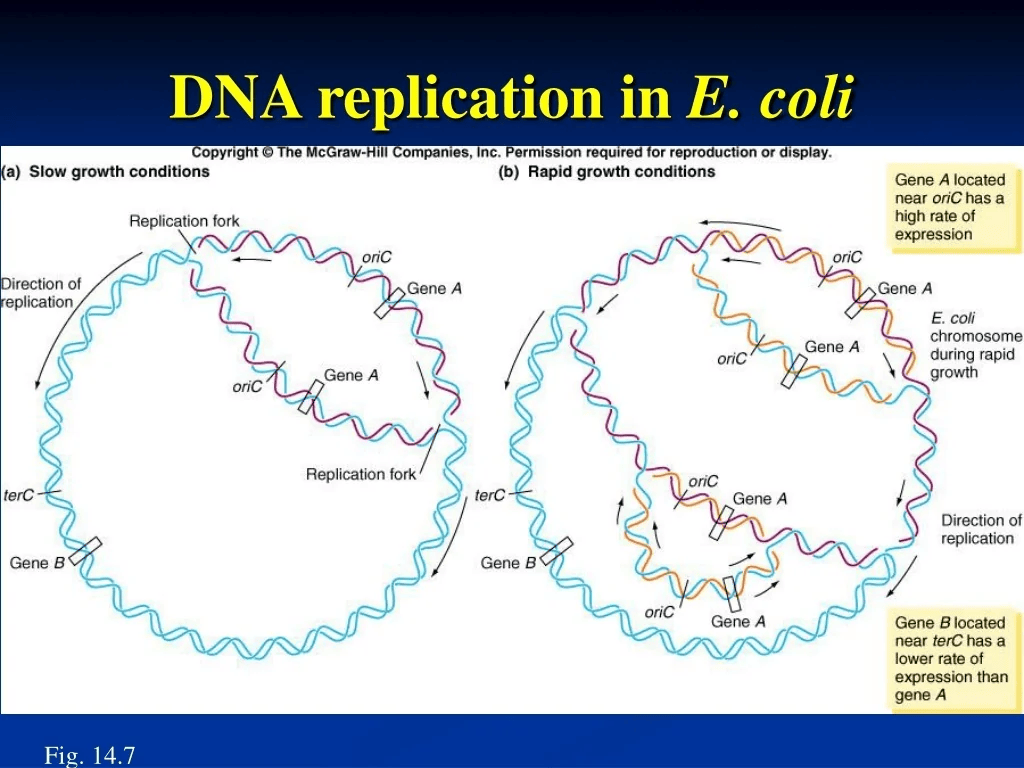 DNA replication in E. coli
Copyright © The McGraw-Hill Companies, Inc. Permission required for reproduction or display.
(a) Slow growth conditions
Replication fork
Direction of
replication
oriC
Gene A
oriC
Gene A
Replication fork
terC
Gene B
(b) Rapid growth conditions
Gene A located
near oriC has a
high rate of
expression
oriC
Gene A
E. coli
chromosome
during rapid
growth
oriC
Gene A
oriC
Gene A
terC
Direction of
replication
Gene B
oriC
Gene A
Gene B located
near terC has a
lower rate of
expression than
gene A
Fig. 14.7